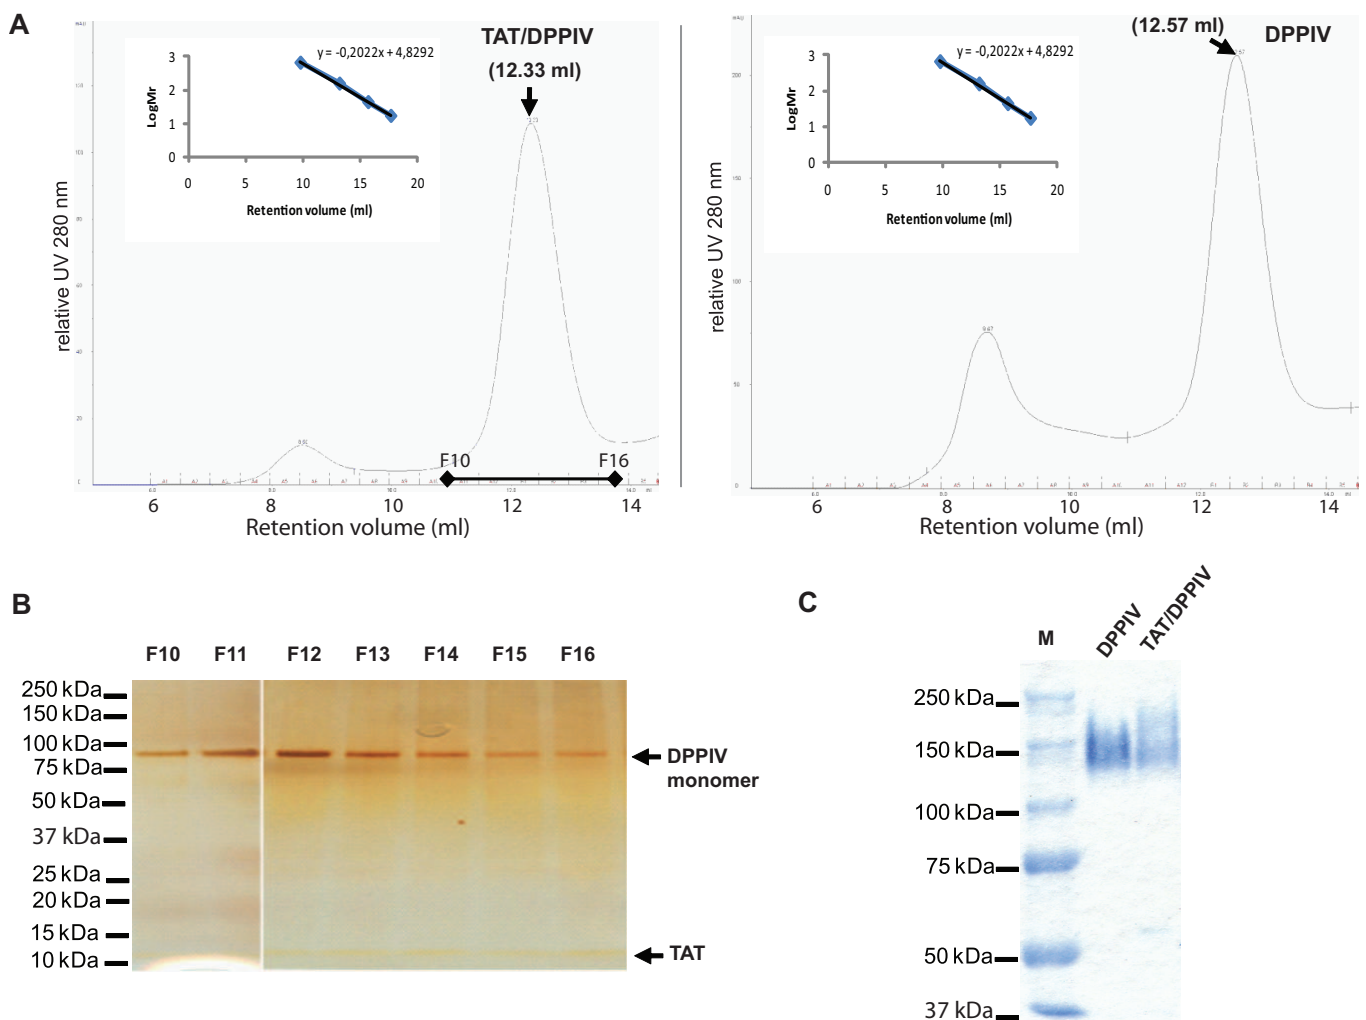 A
TAT/DPPIV
(12.33 ml)
y = -0,2022x + 4,8292
3
2
1
0
LogMr
0 5 10 15 20
Retention volume (ml)
relative UV 280 nm
F10 F16
6 8 10 12 14
Retention volume (ml)
(12.57 ml)
DPPIV
y = -0,2022x + 4,8292
3
2
1
0
LogMr
0 5 10 15 20
Retention volume (ml)
relative UV 280 nm
6 8 10 12 14
Retention volume (ml)
B
F10 F11 F12 F13 F14 F15 F16
250 kDa
150 kDa
100 kDa
75 kDa
50 kDa
37 kDa
25 kDa
20 kDa
15 kDa
10 kDa
DPPIV
monomer
TAT
C
M DPPIV TAT/DPPIV
250 kDa
150 kDa
100 kDa
75 kDa
50 kDa
37 kDa